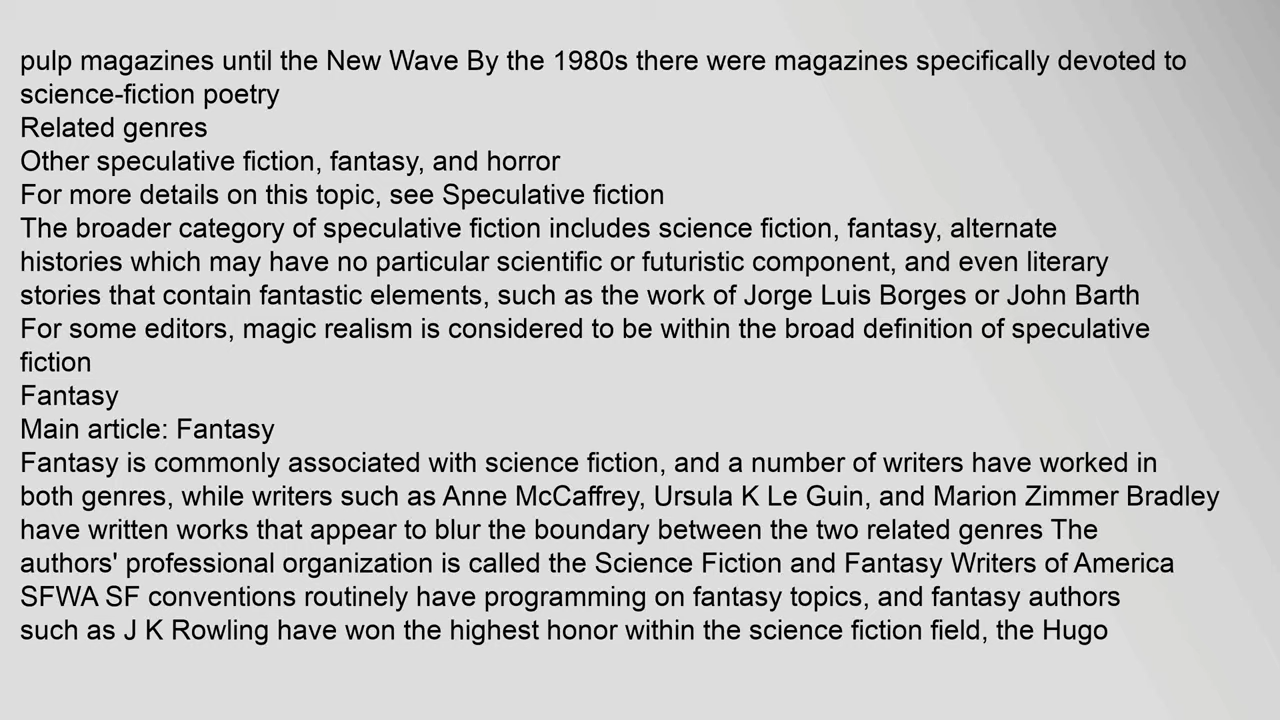 pulp magazines until the New Wave By the 1980s there were magazines specifically devoted to
science-fiction poetry
Related genres
Other speculative fiction, fantasy, and horror
For more details on this topic, see Speculative fiction
The broader category of speculative fiction includes science fiction, fantasy, alternate
histories which may have no particular scientific or futuristic component, and even literary
stories that contain fantastic elements, such as the work of Jorge Luis Borges or John Barth
For some editors, magic realism is considered to be within the broad definition of speculative
fiction
Fantasy
Main article: Fantasy
Fantasy is commonly associated with science fiction, and a number of writers have worked in
both genres, while writers such as Anne McCaffrey, Ursula K Le Guin, and Marion Zimmer Bradley
have written works that appear to blur the boundary between the two related genres The
authors' professional organization is called the Science Fiction and Fantasy Writers of America
SFWA SF conventions routinely have programming on fantasy topics, and fantasy authors
such as J K Rowling have won the highest honor within the science fiction field, the Hugo